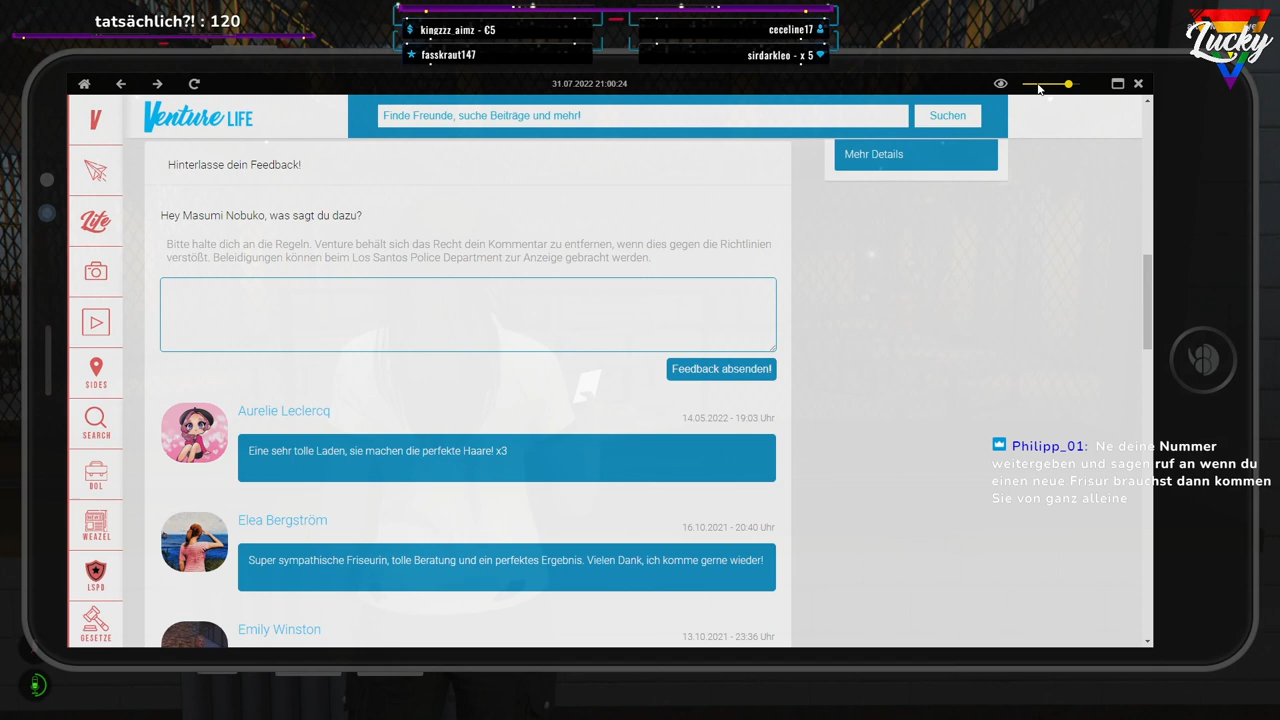 tatsächlich?! : 120
kingzzz_aimz - €5
fasskraut147
ceceline17
sirdarkleo - x 5
Lucky
31.07.2022 21:00:24
V
Venture LIFE
Finde Freunde, suche Beiträge und mehr!
Suchen
Mehr Details
Hinterlasse dein Feedback!
Hey Masumi Nobuko, was sagt du dazu?
Bitte halte dich an die Regeln. Venture behält sich das Recht dein Kommentar zu entfernen, wenn dies gegen die Richtlinien
verstößt. Beleidigungen können beim Los Santos Police Department zur Anzeige gebracht werden.
Feedback absenden!
Life
SIDES
SEARCH
BOL
WEAZEL
LSPD
GESETZE
Aurelie Leclercq
14.05.2022 - 19:03 Uhr
Eine sehr tolle Laden, sie machen die perfekte Haare! x3
Elea Bergström
16.10.2021 - 20:40 Uhr
Super sympathische Friseurin, tolle Beratung und ein perfektes Ergebnis. Vielen Dank, ich komme gerne wieder!
Emily Winston
13.10.2021 - 23:36 Uhr
Philipp_01: Ne deine Nummer
weitergeben und sagen ruf an wenn du
einen neue Frisur brauchst dann kommen
Sie von ganz alleine